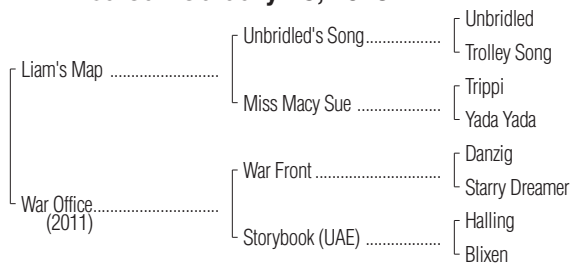 Unbridled
Unbridled's Song
Trolley Song
Liam's Map
Trippi
Miss Macy Sue
Yada Yada
Danzig
War Front
Starry Dreamer
War Office
(2011)
Halling
Storybook (UAE)
Blixen